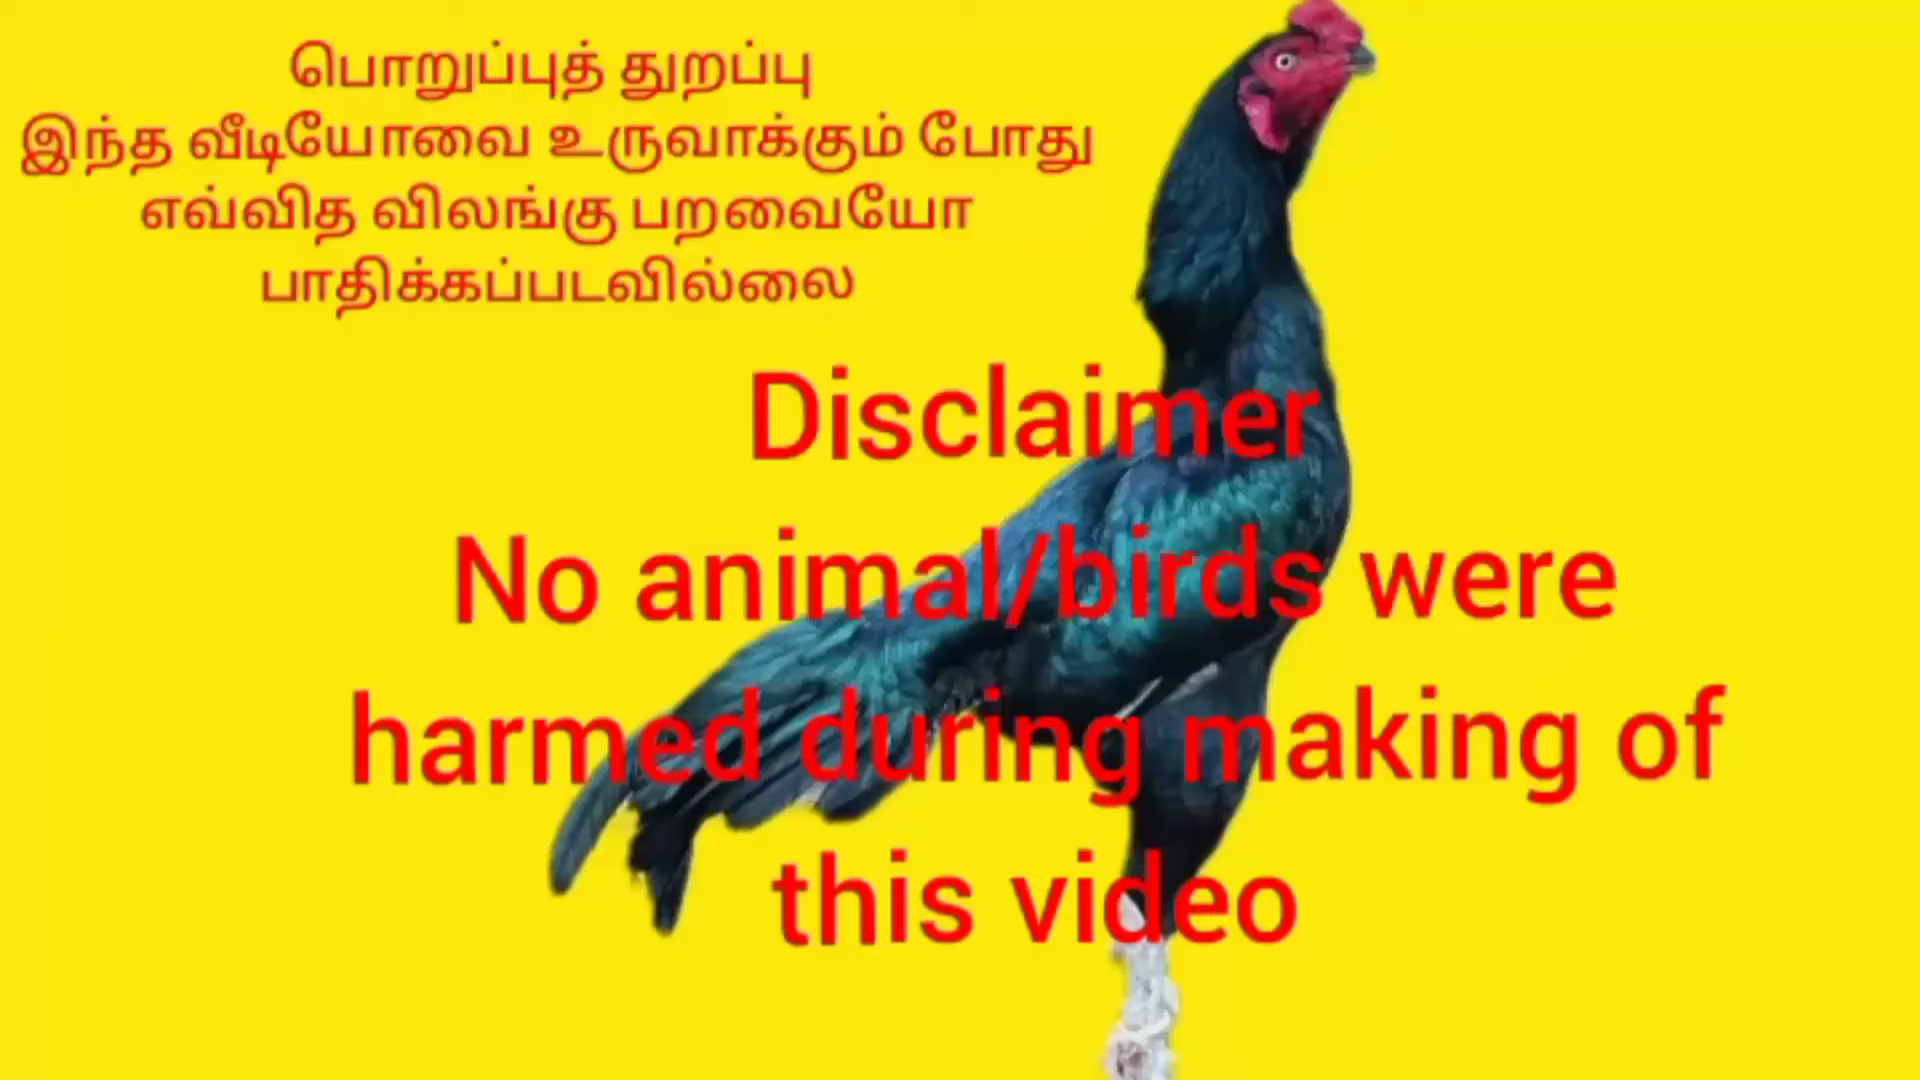 பொறுப்புத் துறப்பு
இந்த வீடியோவை உருவாக்கும் போது
எவ்வித விலங்கு பறவையோ
பாதிக்கப்படவில்லை
Disclaimer
No animal/birds were
harmed during making of
this video